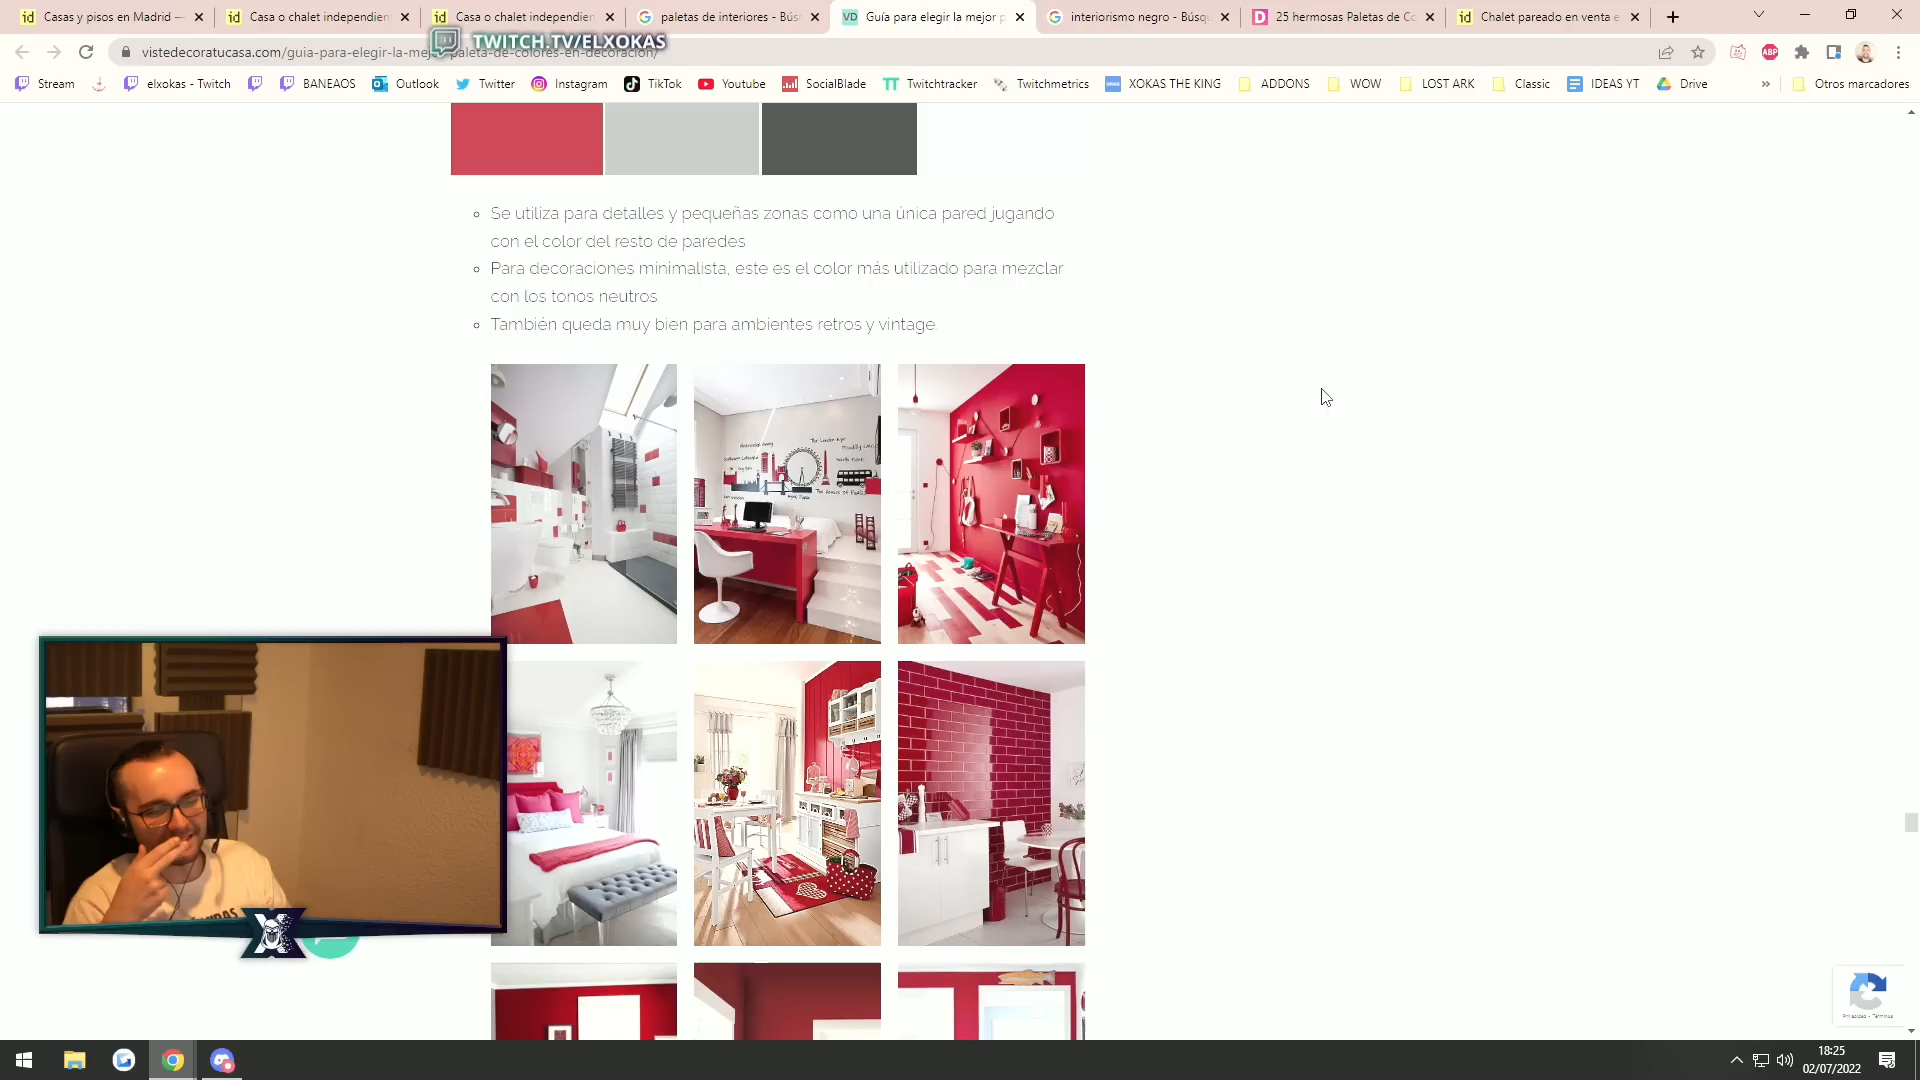 Casas y pisos en Madrid —
Casa o chalet independien
Casa o chalet independien
paletas de interiores - Bús
Guía para elegir la mejor p
interiorismo negro - Búsqu
25 hermosas Paletas de Co
Chalet pareado en venta e
vistedecoratucasa.com/guia-para-elegir-la-mejor-paleta-de-colores-en-decoracion/
TWITCH.TV/ELXOKAS
Stream
elxokas - Twitch
BANEAOS
Outlook
Twitter
Instagram
TikTok
Youtube
SocialBlade
Twitchtracker
Twitchmetrics
XOKAS THE KING
ADDONS
WOW
LOST ARK
Classic
IDEAS YT
Drive
»
Otros marcadores
Se utiliza para detalles y pequeñas zonas como una única pared jugando
con el color del resto de paredes.
Para decoraciones minimalista, este es el color más utilizado para mezclar
con los tonos neutros.
También queda muy bien para ambientes retros y vintage.
Privacidad - Términos
18:25
02/07/2022